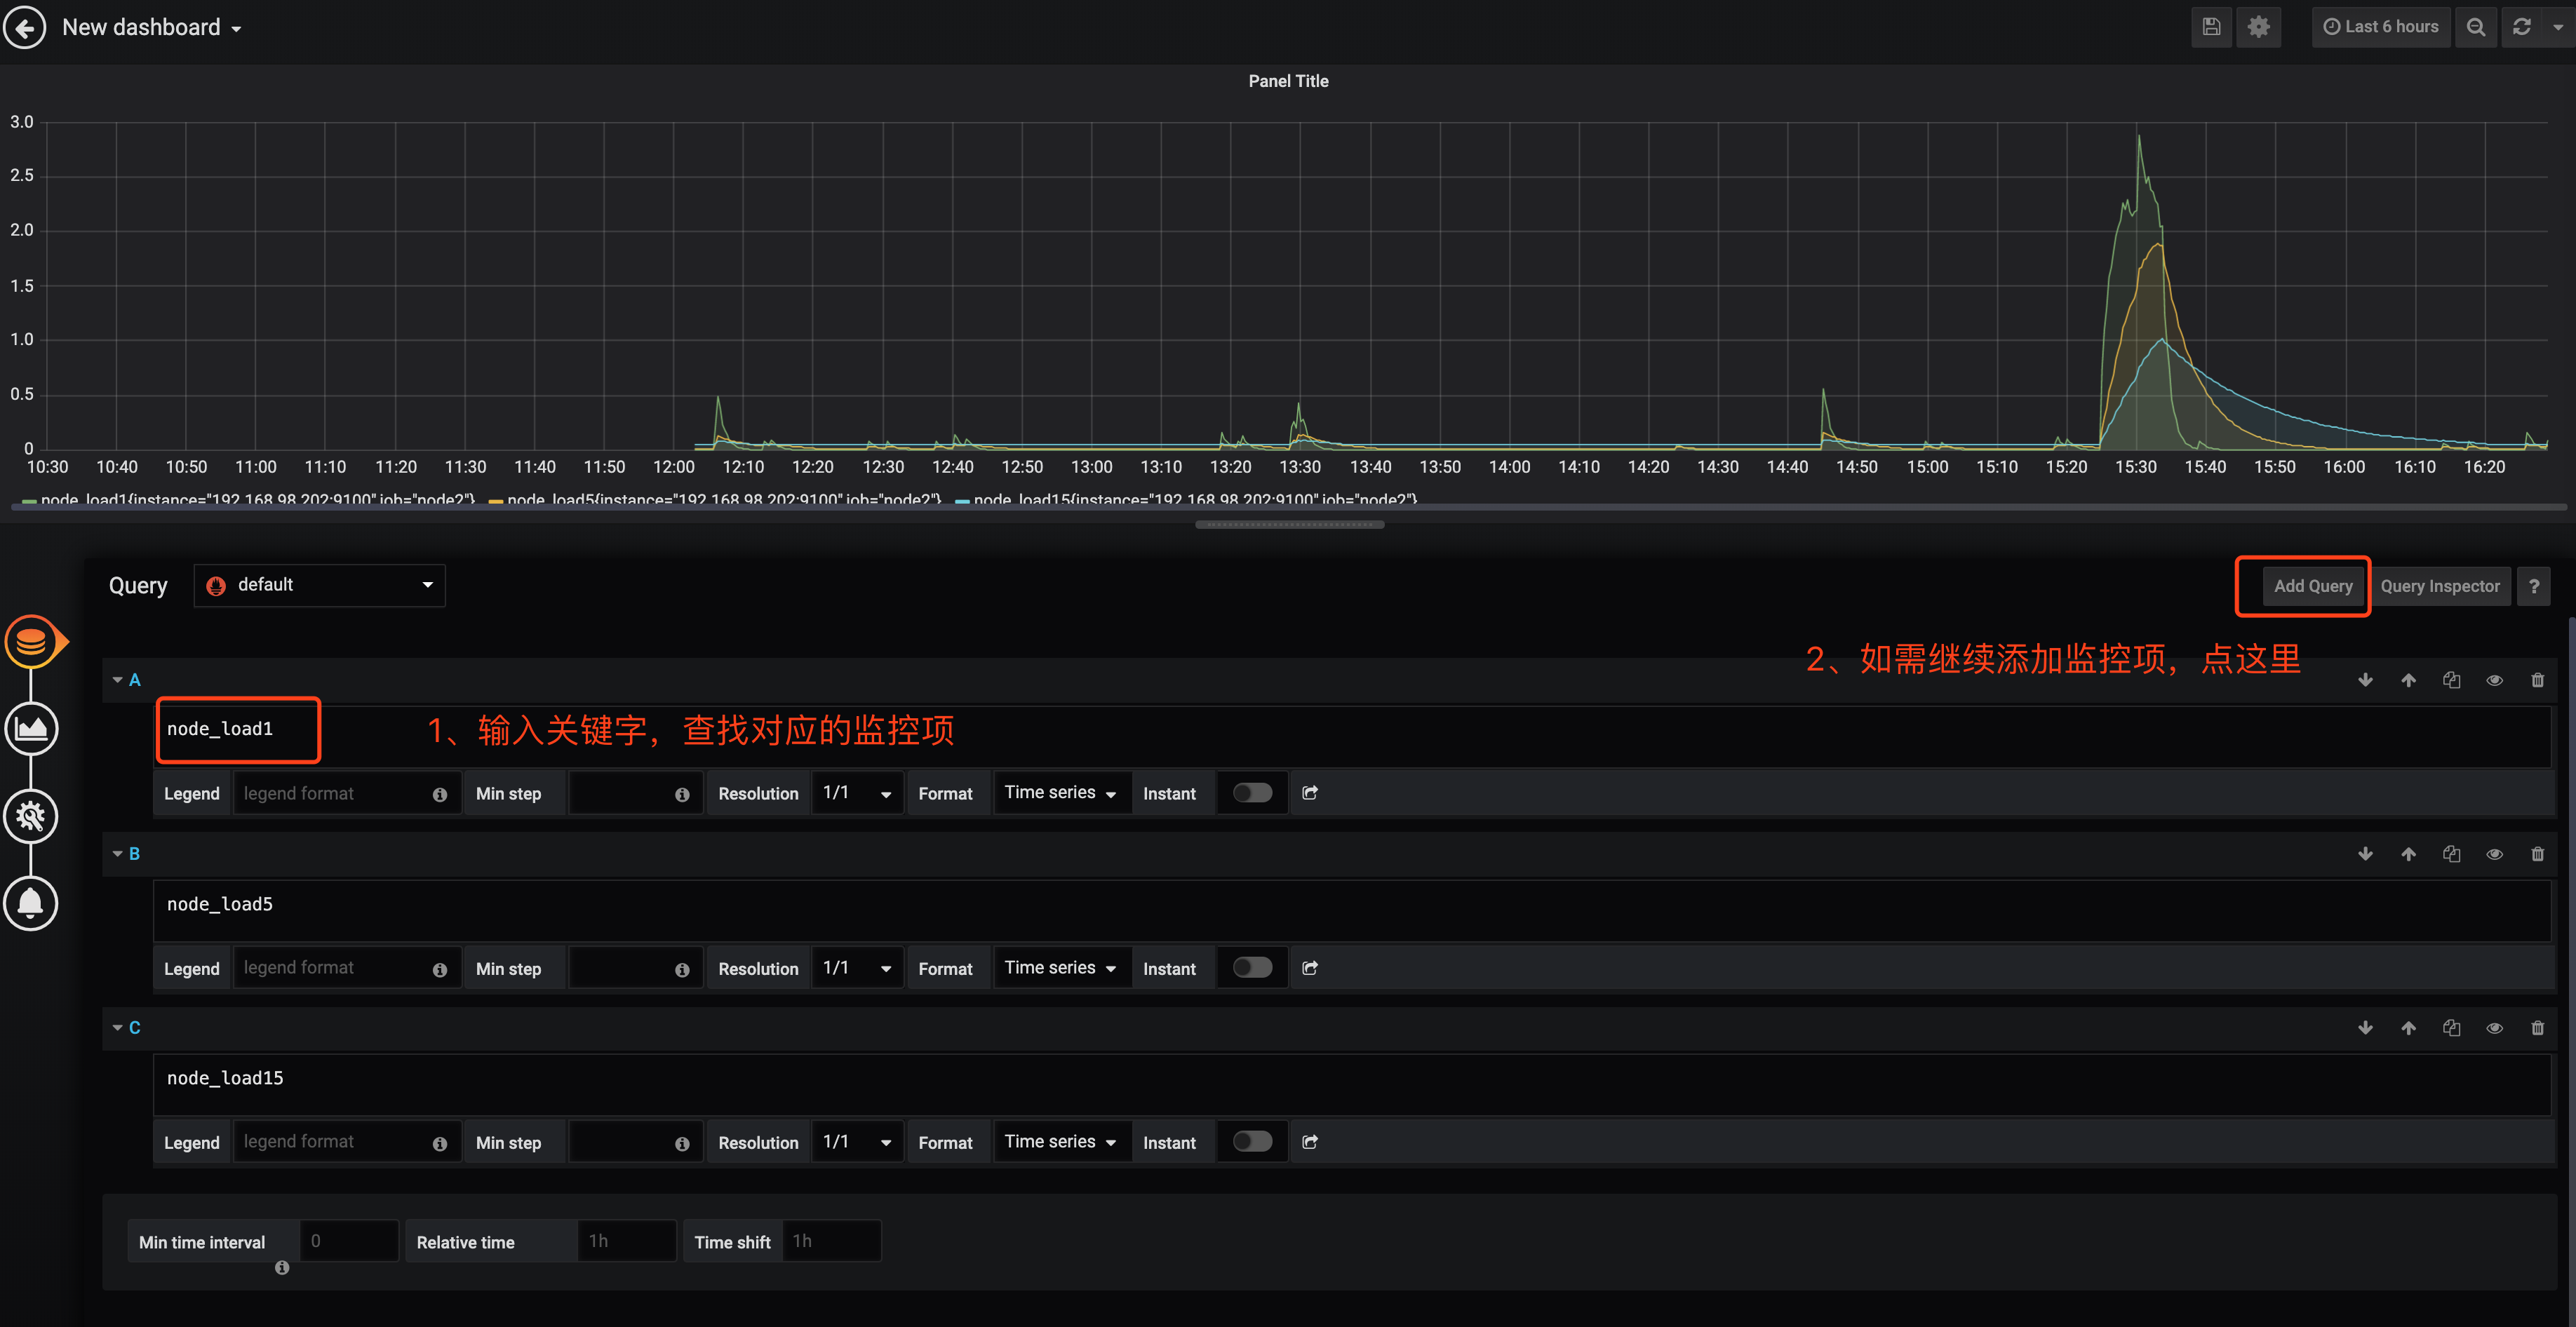 New dashboard
Last 6 hours
Panel Title
3.0
2.5
2.0
1.5
1.0
0.5
0
10:30 10:40 10:50 11:00 11:10 11:20 11:30 11:40 11:50 12:00 12:10 12:20 12:30 12:40 12:50 13:00 13:10 13:20 13:30 13:40 13:50 14:00 14:10 14:20 14:30 14:40 14:50 15:00 15:10 15:20 15:30 15:40 15:50 16:00 16:10 16:20
node_load1{instance="192.168.98.202:9100",job="node2"} node_load5{instance="192.168.98.202:9100",job="node2"} node_load15{instance="192.168.98.202:9100",job="node2"}
Query default Add Query Query Inspector ?
2、如需继续添加监控项，点这里
A
node_load1
1、输入关键字，查找对应的监控项
Legend legend format Min step Resolution 1/1 Format Time series Instant
B
node_load5
Legend legend format Min step Resolution 1/1 Format Time series Instant
C
node_load15
Legend legend format Min step Resolution 1/1 Format Time series Instant
Min time interval 0 Relative time 1h Time shift 1h